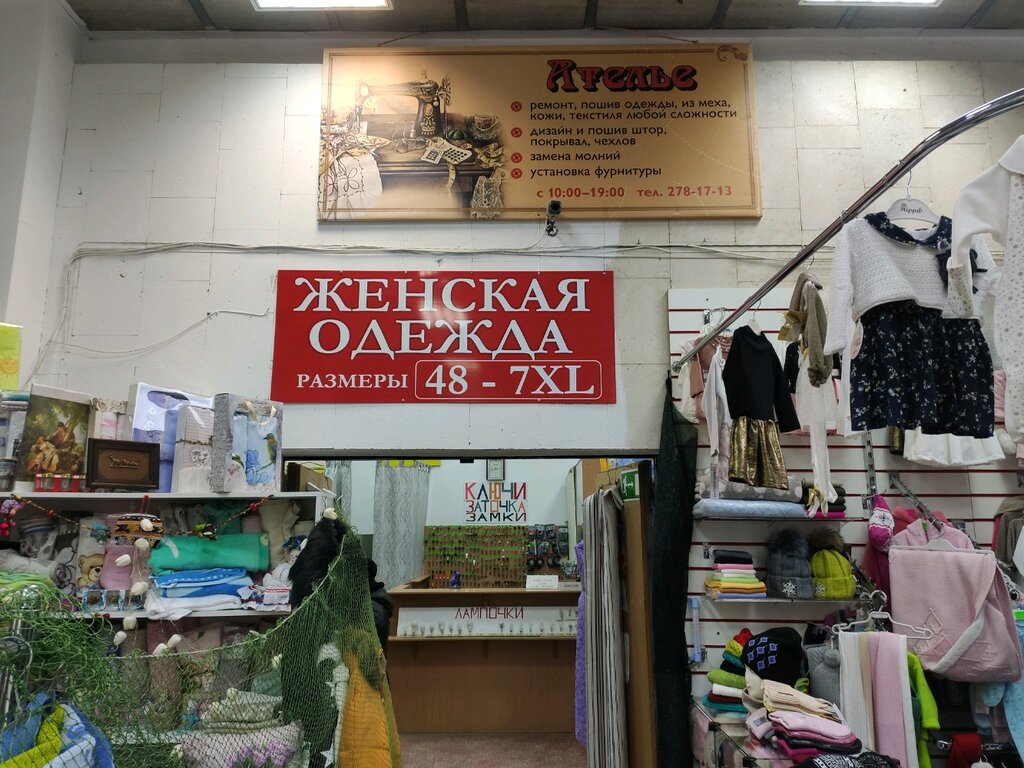 Ателье
ремонт, пошив одежды, из меха,
кожи, текстиля любой сложности
дизайн и пошив штор,
покрывал, чехлов
замена молний
установка фурнитуры
с 10:00–19:00 тел. 278-17-13
ЖЕНСКАЯ
ОДЕЖДА
РАЗМЕРЫ 48 - 7XL
КЛЮЧИ
ЗАТОЧКА
ЗАМКИ
ЛАМПОЧКИ